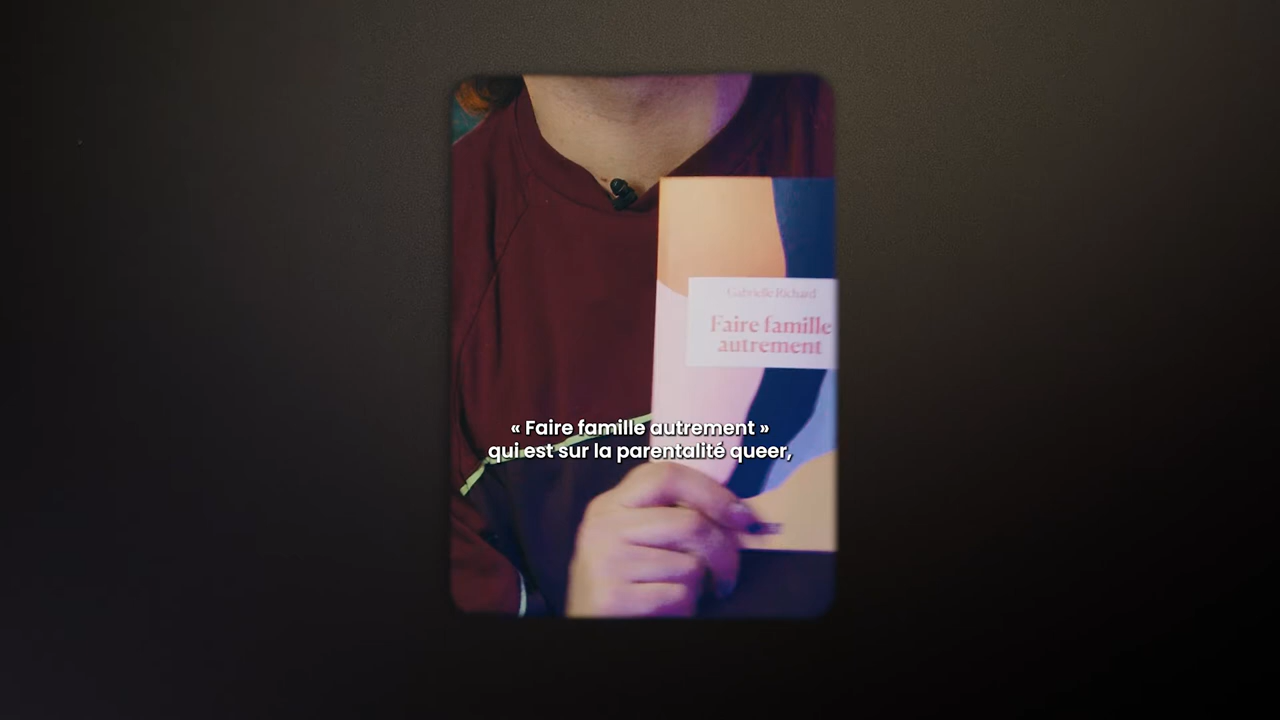 Gabrielle Richard
Faire famille
autrement
« Faire famille autrement »
qui est sur la parentalité queer,